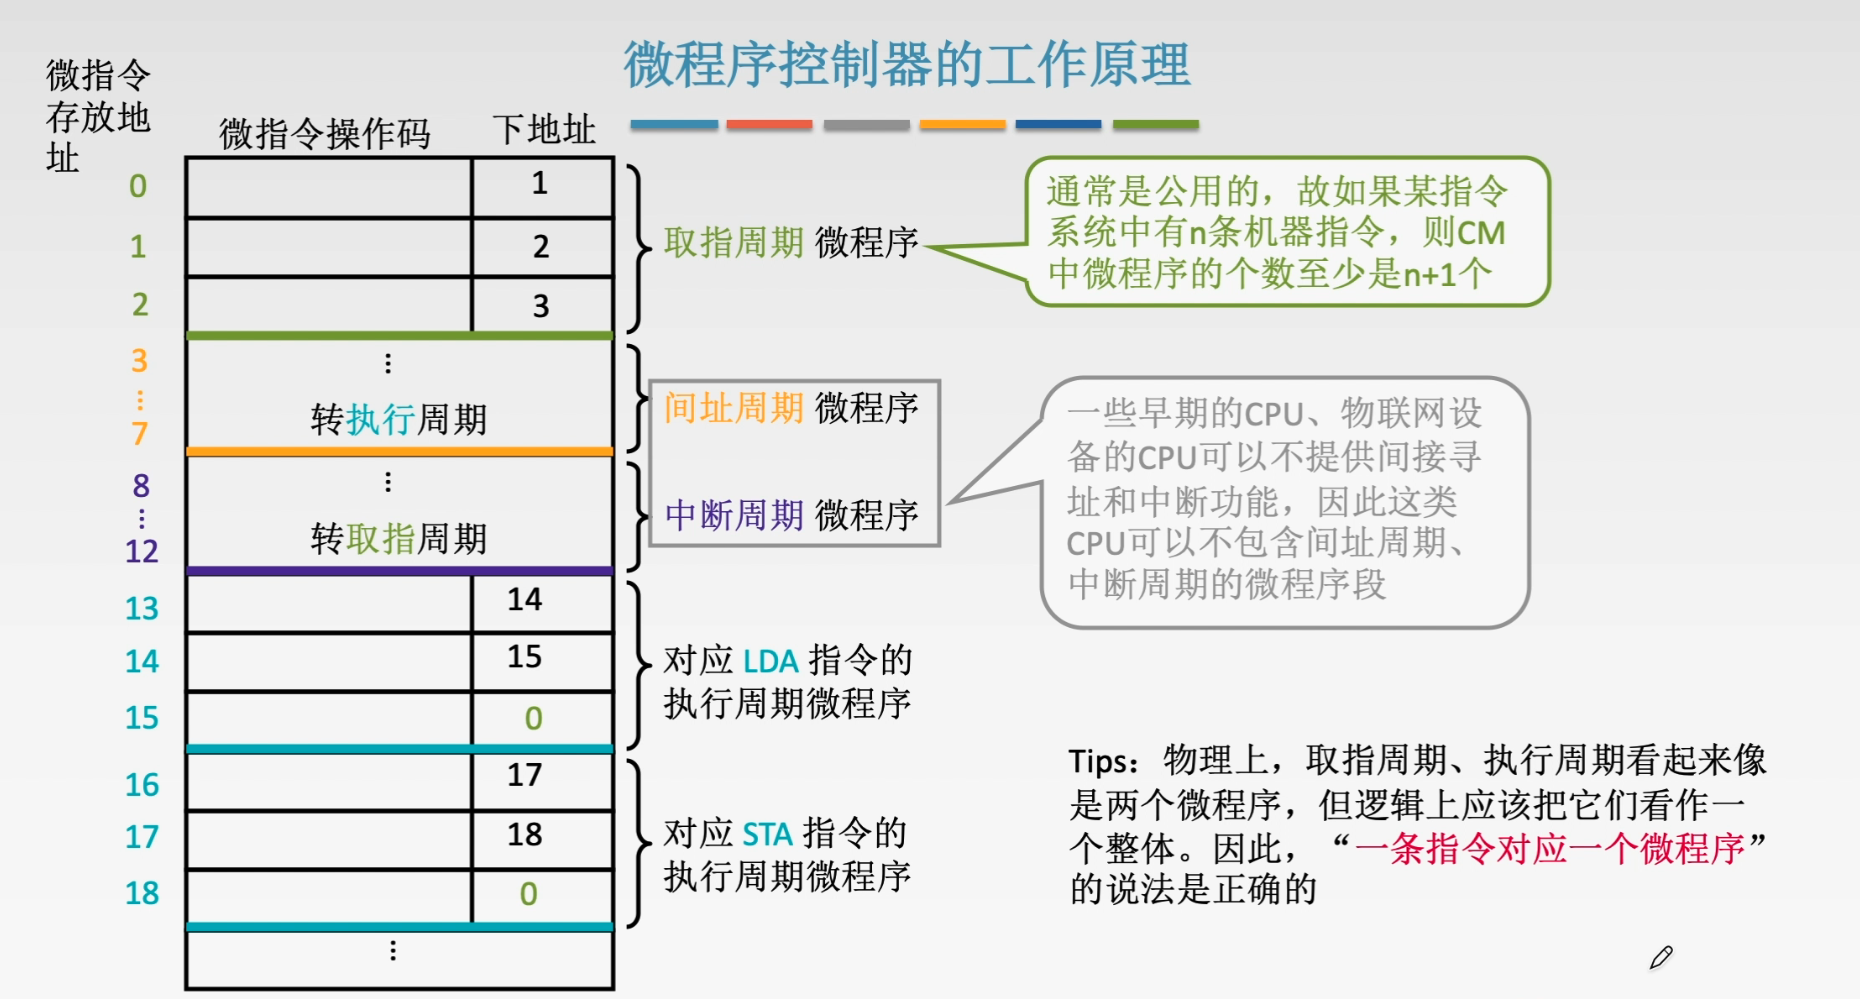 微程序控制器的工作原理
微指令
存放地
址
微指令操作码 下地址
0 1
1 2
2 3
取指周期 微程序
通常是公用的，故如果某指令
系统中有n条机器指令，则CM
中微程序的个数至少是n+1个
3
⋮ ⋮
7 转执行周期
间址周期 微程序
8
⋮ ⋮
12 转取指周期
中断周期 微程序
一些早期的CPU、物联网设
备的CPU可以不提供间接寻
址和中断功能，因此这类
CPU可以不包含间址周期、
中断周期的微程序段
13 14
14 15
15 0
对应 LDA 指令的
执行周期微程序
16 17
17 18
18 0
对应 STA 指令的
执行周期微程序
⋮
Tips：物理上，取指周期、执行周期看起来像
是两个微程序，但逻辑上应该把它们看作一
个整体。因此，“一条指令对应一个微程序”
的说法是正确的